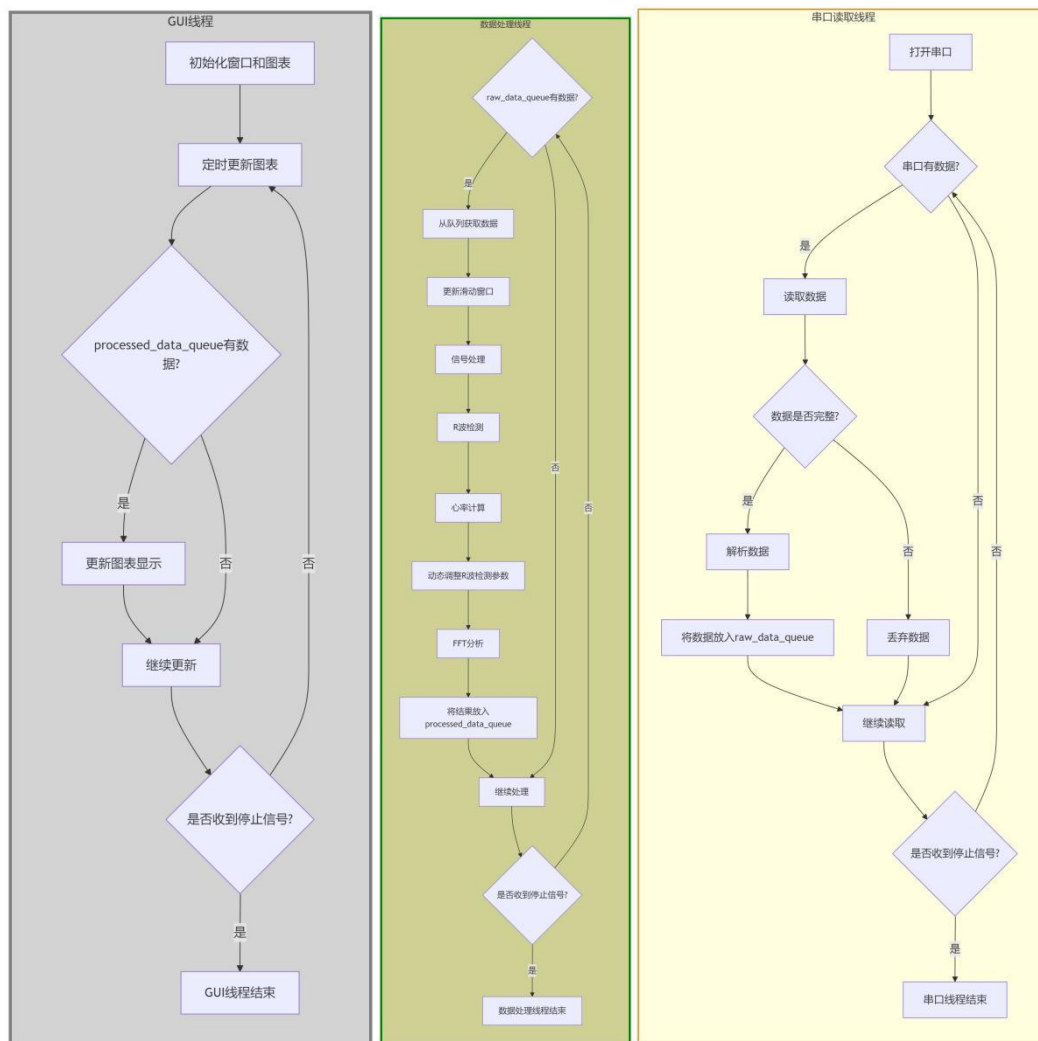 GUI线程
初始化窗口和图表
定时更新图表
processed_data_queue有数
据?
是
否
否
更新图表显示
继续更新
是否收到停止信号?
是
GUI线程结束
数据处理线程
raw_data_queue有数据?
是
从队列获取数据
更新滑动窗口
信号处理
R波检测
否
否
心率计算
动态调整R波检测参数
FFT分析
将结果放入
processed_data_queue
继续处理
是否收到停止信号?
是
数据处理线程结束
串口读取线程
打开串口
串口有数据?
是
读取数据
否
否
数据是否完整?
是
否
解析数据
将数据放入raw_data_queue
丢弃数据
继续读取
是否收到停止信号?
是
串口线程结束